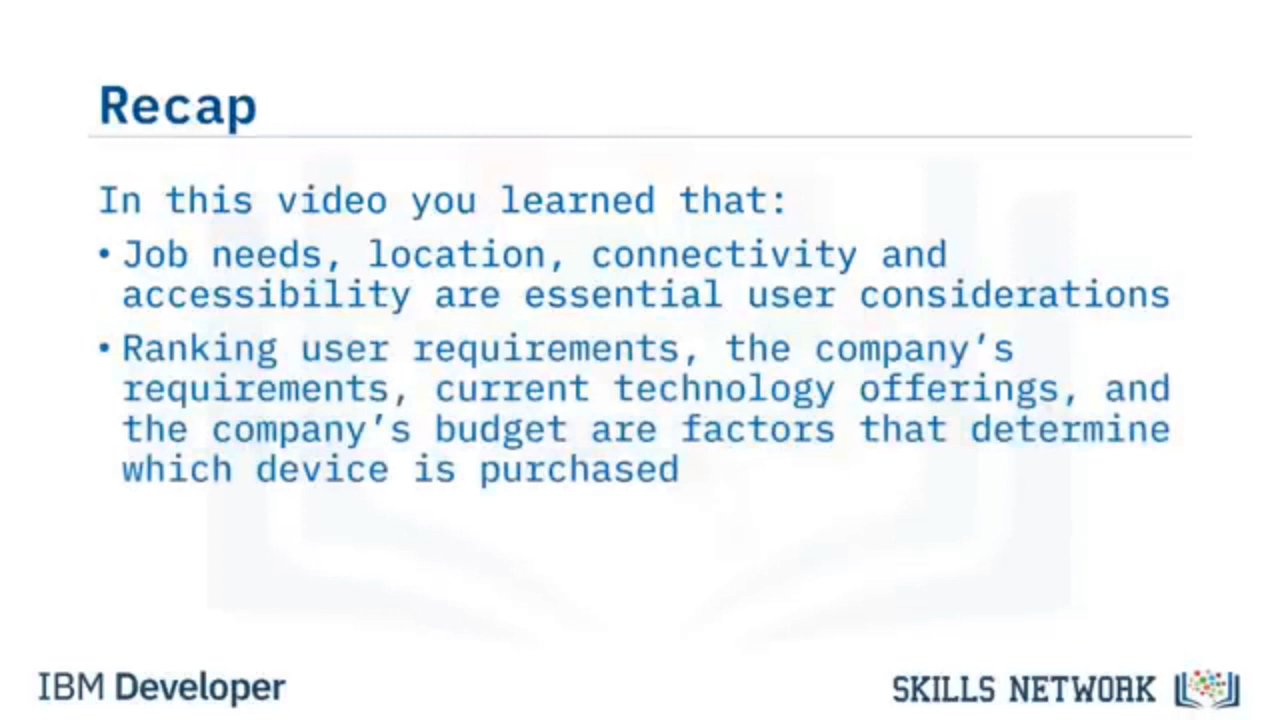 Recap
In this video you learned that:
• Job needs, location, connectivity and
accessibility are essential user considerations
• Ranking user requirements, the company's
requirements, current technology offerings, and
the company's budget are factors that determine
which device is purchased
IBM Developer
SKILLS NETWORK